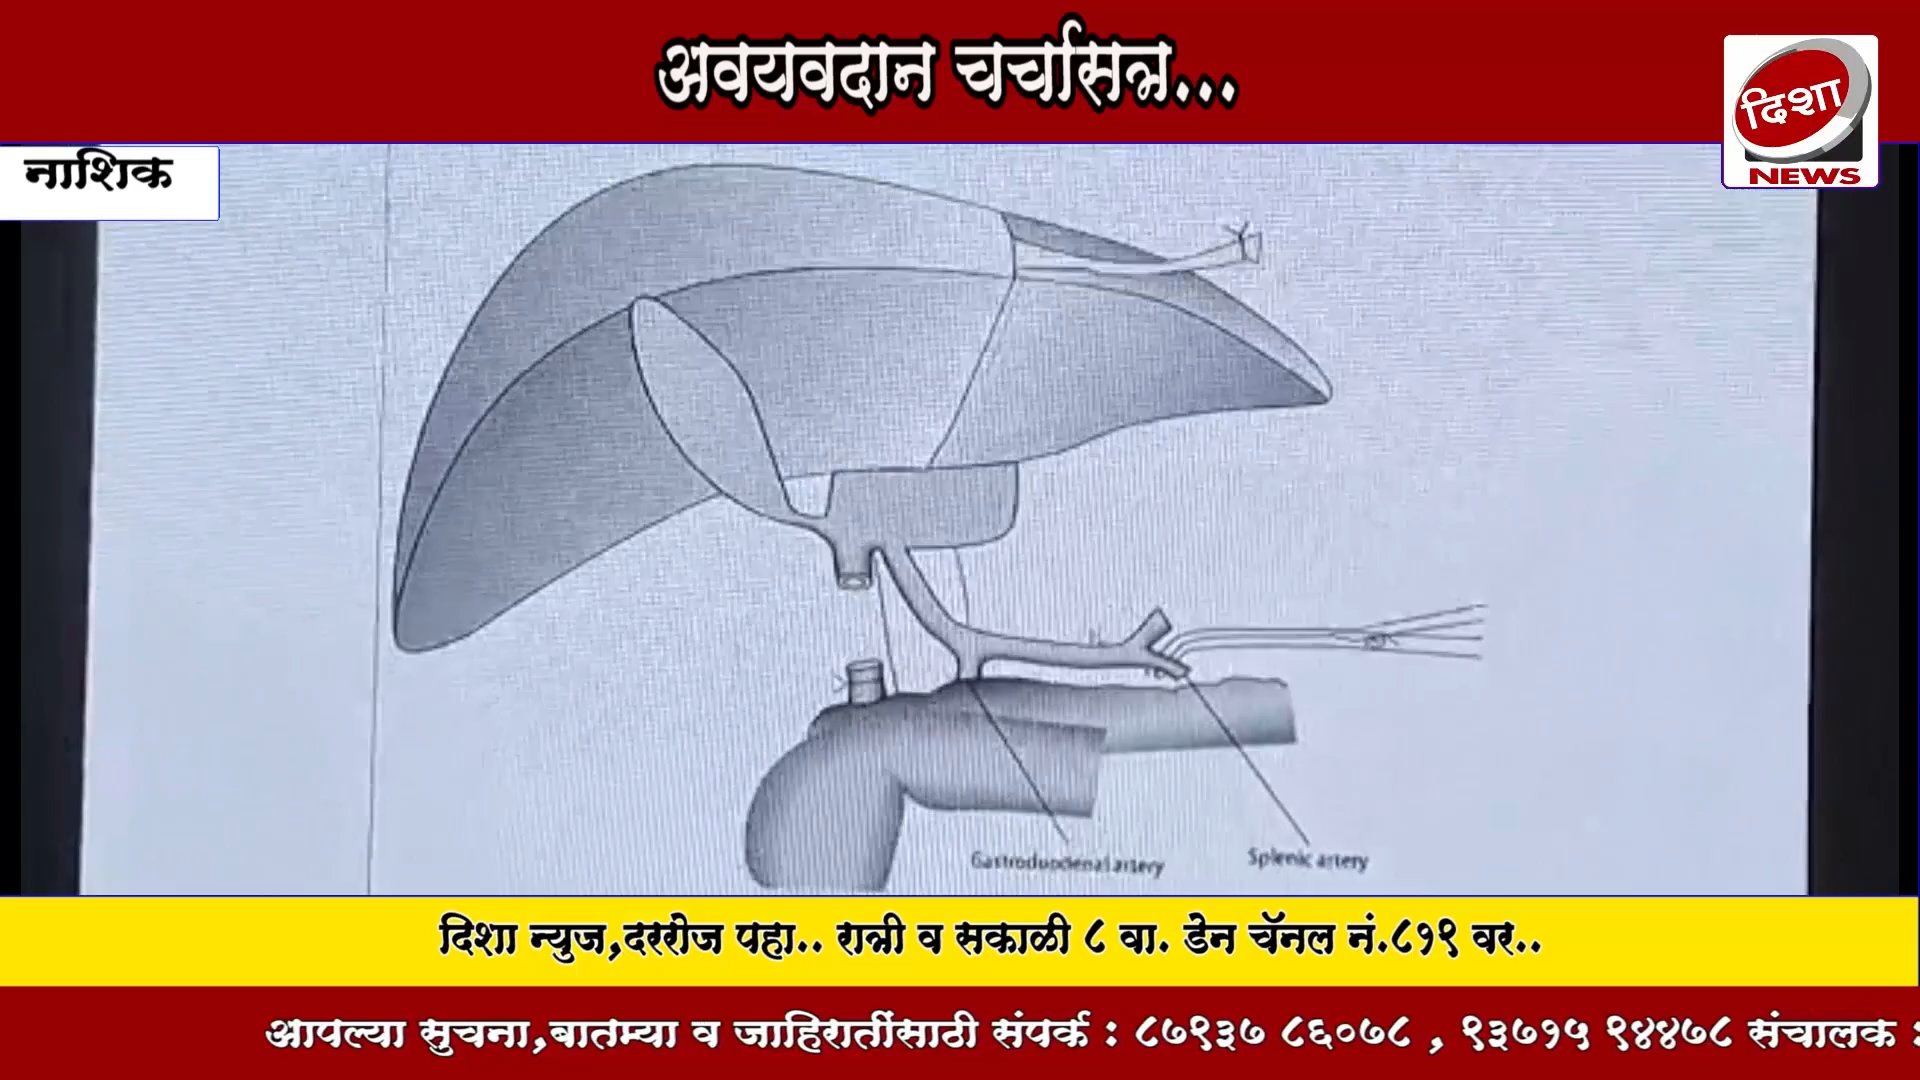 अवयवदान चर्चासत्र...
दिशा
NEWS
नाशिक
Gastroduodenal artery
Splenic artery
दिशा न्युज,दररोज पहा.. रात्री व सकाळी ८ वा. डेन चॅनल नं.८१९ वर..
आपल्या सुचना,बातम्या व जाहिरातींसाठी संपर्क : ८७९३७ ८६०७८ , ९३७१५ ९४४७८ संचालक :